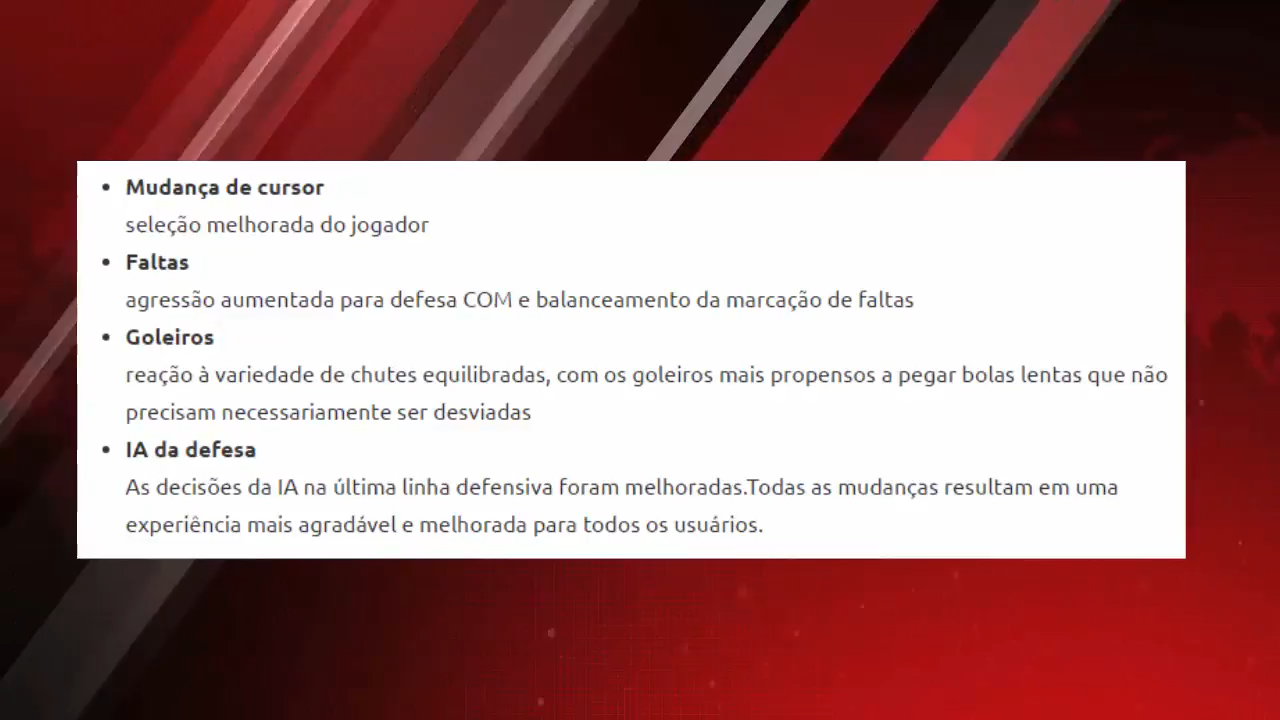 • Mudança de cursor
seleção melhorada do jogador
• Faltas
agressão aumentada para defesa COM e balanceamento da marcação de faltas
• Goleiros
reação à variedade de chutes equilibradas, com os goleiros mais propensos a pegar bolas lentas que não
precisam necessariamente ser desviadas
• IA da defesa
As decisões da IA na última linha defensiva foram melhoradas.Todas as mudanças resultam em uma
experiência mais agradável e melhorada para todos os usuários.